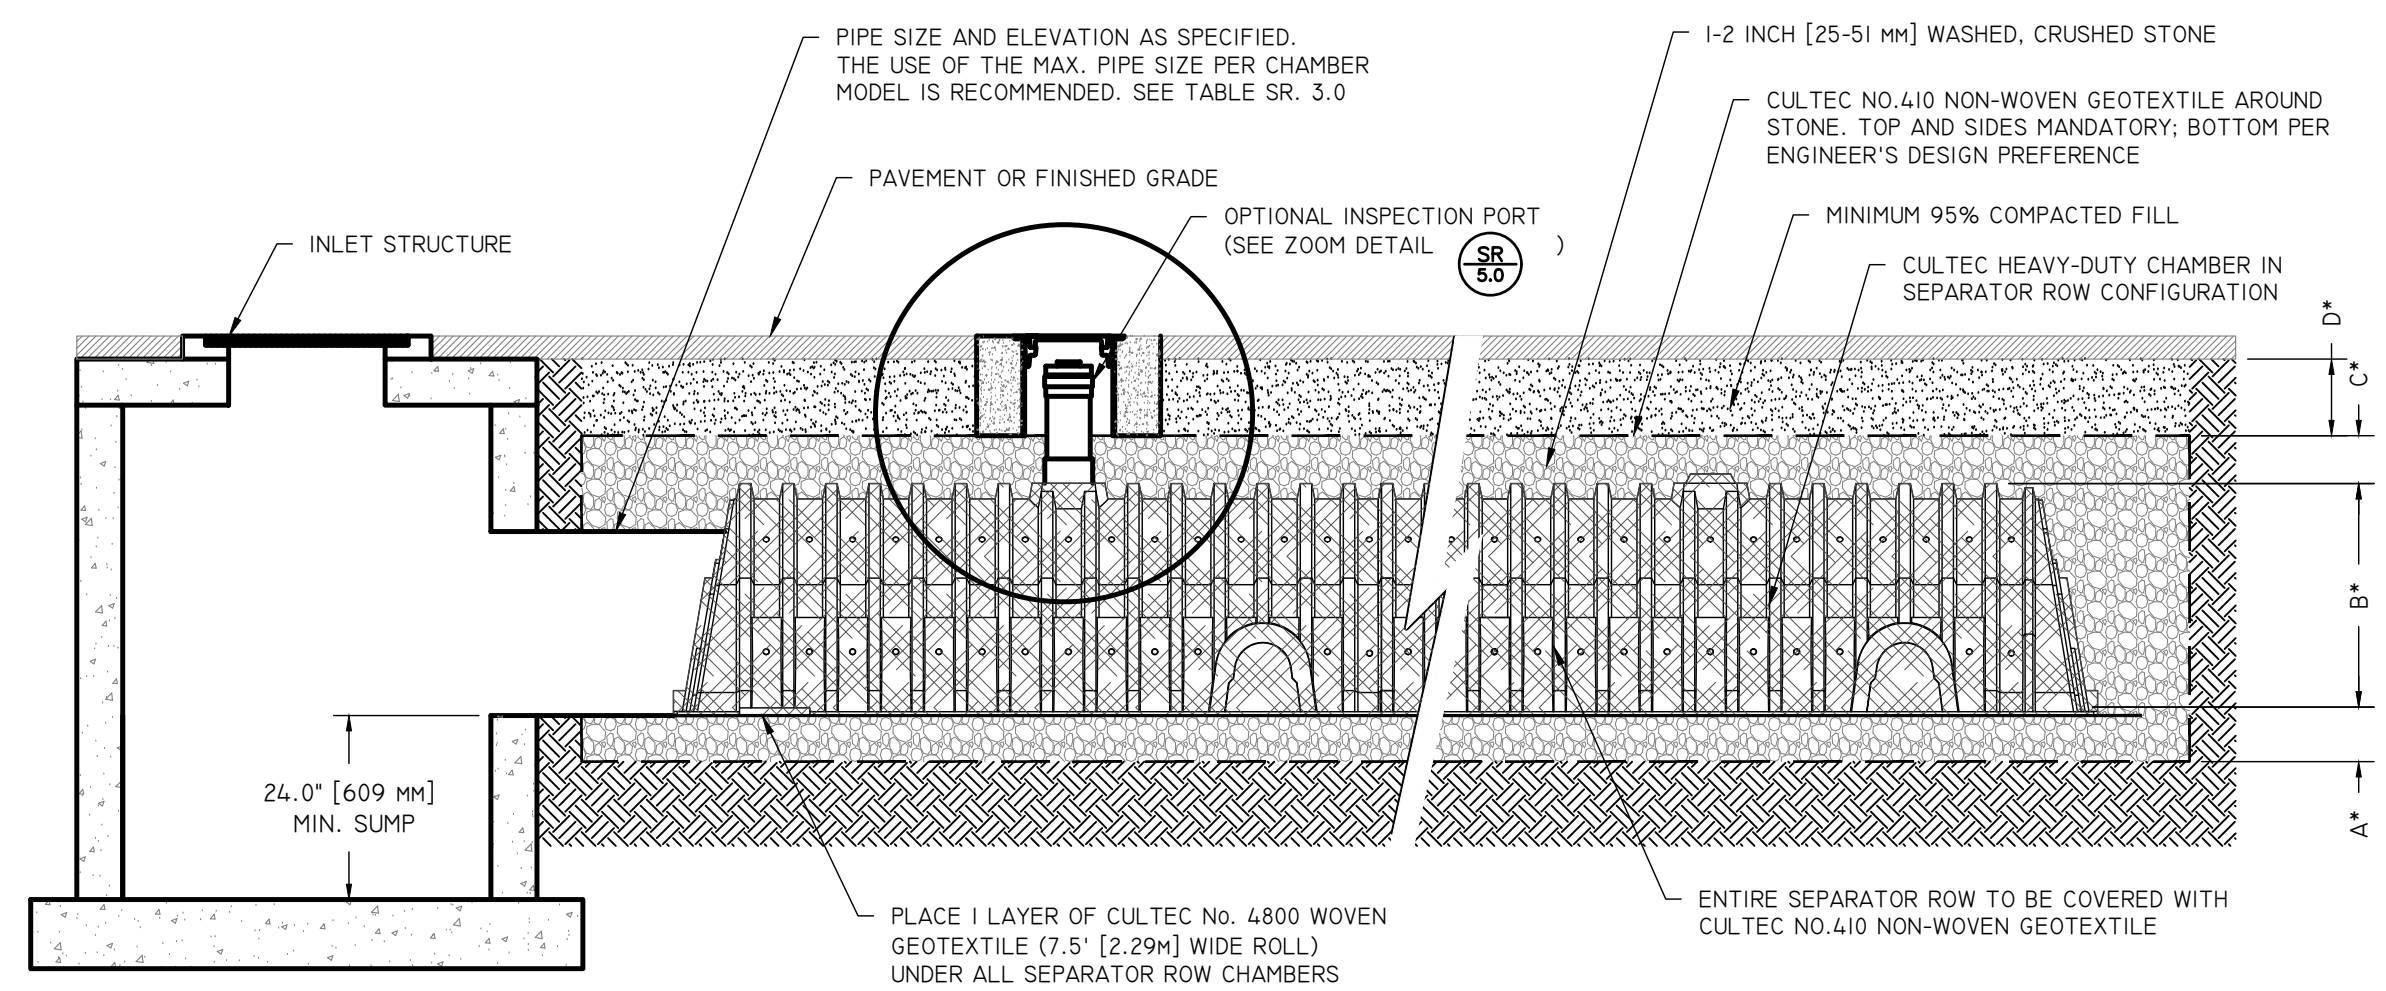 PIPE SIZE AND ELEVATION AS SPECIFIED.
THE USE OF THE MAX. PIPE SIZE PER CHAMBER
MODEL IS RECOMMENDED. SEE TABLE SR. 3.0
1-2 INCH [25-51 MM] WASHED, CRUSHED STONE
CULTEC NO.410 NON-WOVEN GEOTEXTILE AROUND
STONE. TOP AND SIDES MANDATORY; BOTTOM PER
ENGINEER'S DESIGN PREFERENCE
PAVEMENT OR FINISHED GRADE
OPTIONAL INSPECTION PORT
(SEE ZOOM DETAIL )
SR
5.0
MINIMUM 95% COMPACTED FILL
INLET STRUCTURE
CULTEC HEAVY-DUTY CHAMBER IN
SEPARATOR ROW CONFIGURATION
D*
C*
B*
A*
24.0" [609 MM]
MIN. SUMP
PLACE 1 LAYER OF CULTEC No. 4800 WOVEN
GEOTEXTILE (7.5' [2.29M] WIDE ROLL)
UNDER ALL SEPARATOR ROW CHAMBERS
ENTIRE SEPARATOR ROW TO BE COVERED WITH
CULTEC NO.410 NON-WOVEN GEOTEXTILE